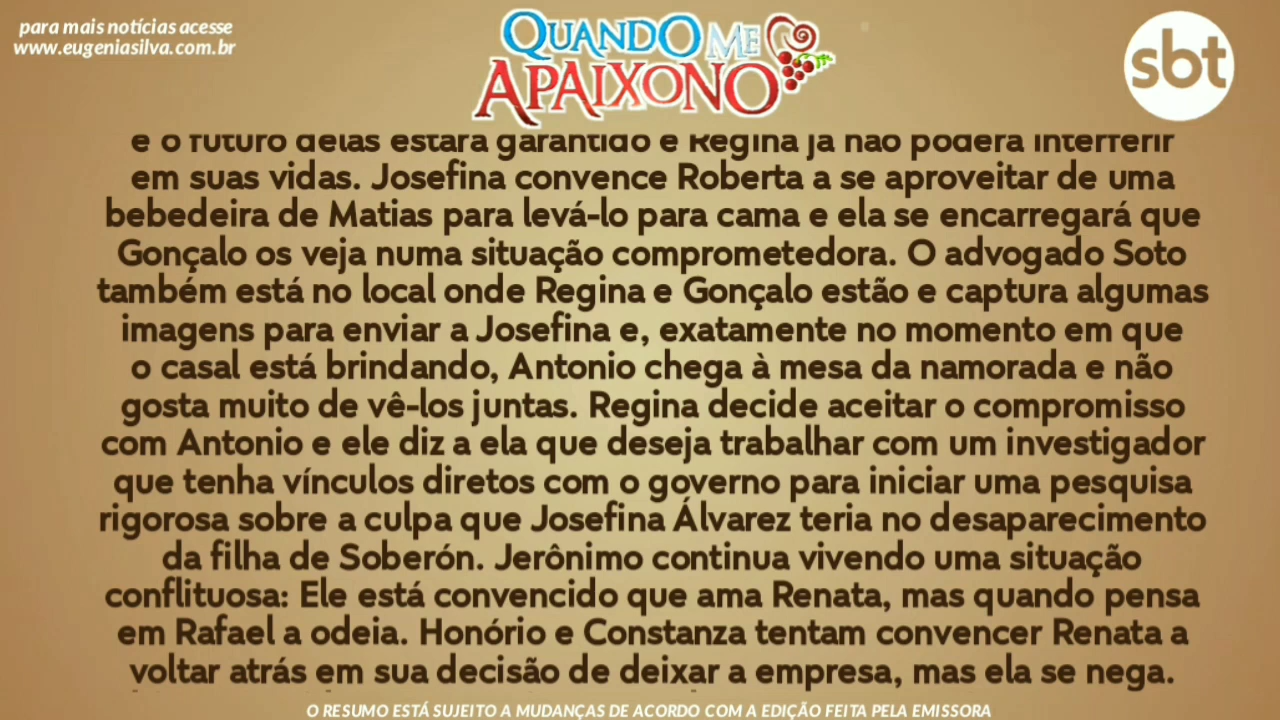 para mais notícias acesse
www.eugeniasilva.com.br
QUANDO ME
APAIXONO
sbt
e o futuro delas estará garantido e Regina já não poderá interferir
em suas vidas. Josefina convence Roberta a se aproveitar de uma
bebedeira de Matias para levá-lo para cama e ela se encarregará que
Gonçalo os veja numa situação comprometedora. O advogado Soto
também está no local onde Regina e Gonçalo estão e captura algumas
imagens para enviar a Josefina e, exatamente no momento em que
o casal está brindando, Antonio chega à mesa da namorada e não
gosta muito de vê-los juntas. Regina decide aceitar o compromisso
com Antonio e ele diz a ela que deseja trabalhar com um investigador
que tenha vínculos diretos com o governo para iniciar uma pesquisa
rigorosa sobre a culpa que Josefina Álvarez teria no desaparecimento
da filha de Soberón. Jerônimo continua vivendo uma situação
conflituosa: Ele está convencido que ama Renata, mas quando pensa
em Rafael a odeia. Honório e Constanza tentam convencer Renata a
voltar atrás em sua decisão de deixar a empresa, mas ela se nega.
O RESUMO ESTÁ SUJEITO A MUDANÇAS DE ACORDO COM A EDIÇÃO FEITA PELA EMISSORA